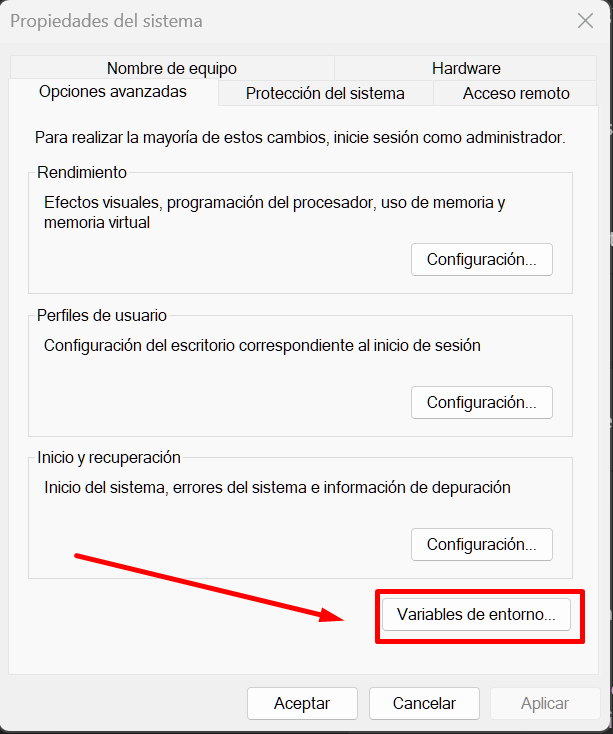 Propiedades del sistema
Nombre de equipo
Hardware
Opciones avanzadas
Protección del sistema
Acceso remoto
Para realizar la mayoría de estos cambios, inicie sesión como administrador.
Rendimiento
Efectos visuales, programación del procesador, uso de memoria y
memoria virtual
Configuración...
Perfiles de usuario
Configuración del escritorio correspondiente al inicio de sesión
Configuración...
Inicio y recuperación
Inicio del sistema, errores del sistema e información de depuración
Configuración...
Variables de entorno...
Aceptar
Cancelar
Aplicar